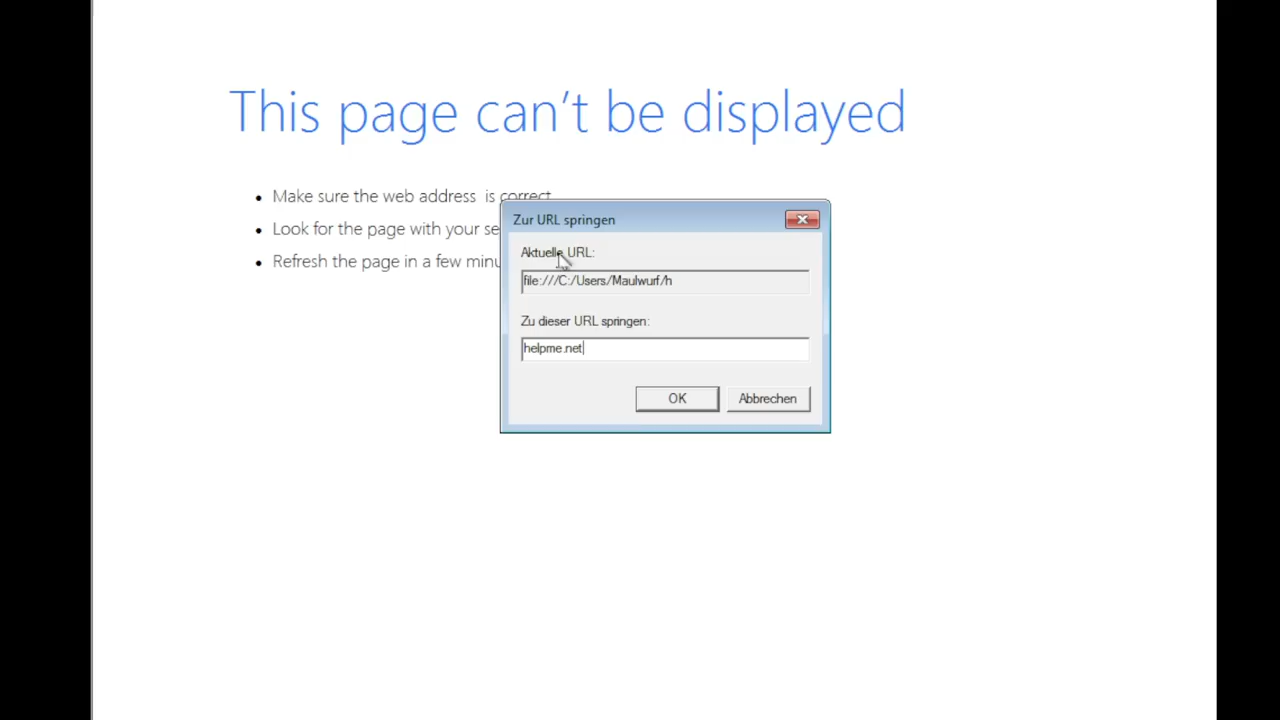 This page can't be displayed
Make sure the web address is correct
Look for the page with your se
Refresh the page in a few minu
Zur URL springen
Aktuelle URL:
file:///C:/Users/Maulwurf/h
Zu dieser URL springen:
helpme.net
OK
Abbrechen